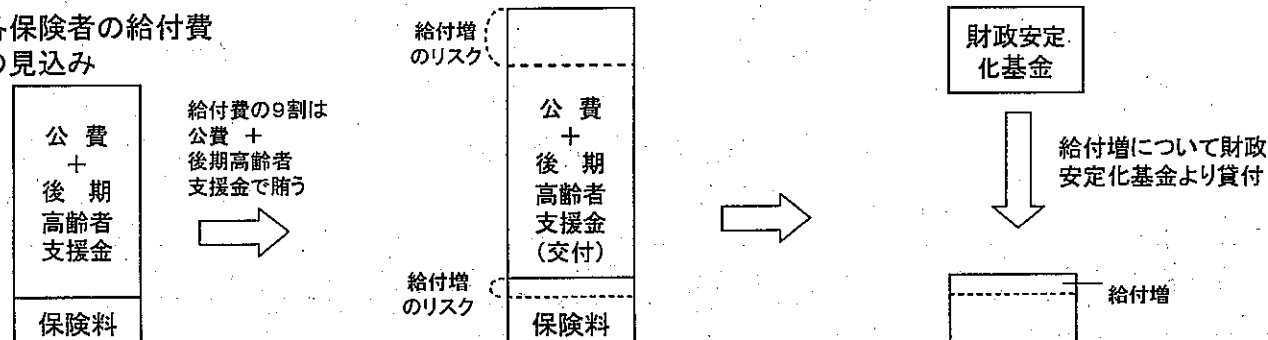 各保険者の給付費
の見込み
公 費
＋
後 期
高齢者
支援金
保険料
給付費の9割は
公費 ＋
後期高齢者
支援金で賄う
給付増
のリスク
公 費
＋
後 期
高齢者
支援金
(交付)
給付増
のリスク
保険料
財政安定
化基金
給付増について財政
安定化基金より貸付
給付増